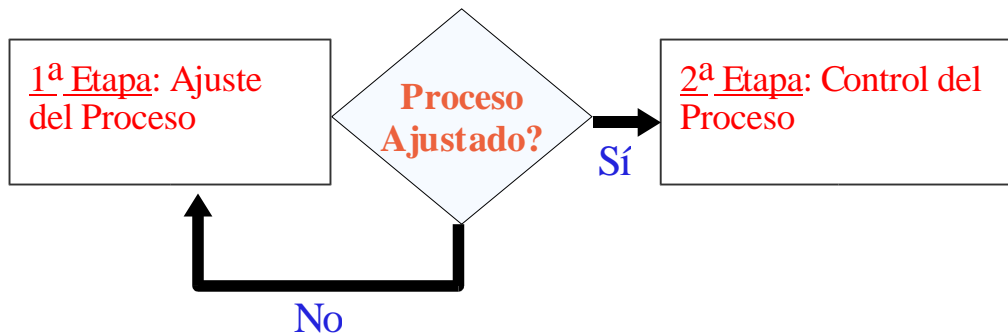 1ª Etapa: Ajuste
del Proceso
Proceso
Ajustado?
Sí
2ª Etapa: Control del
Proceso
No